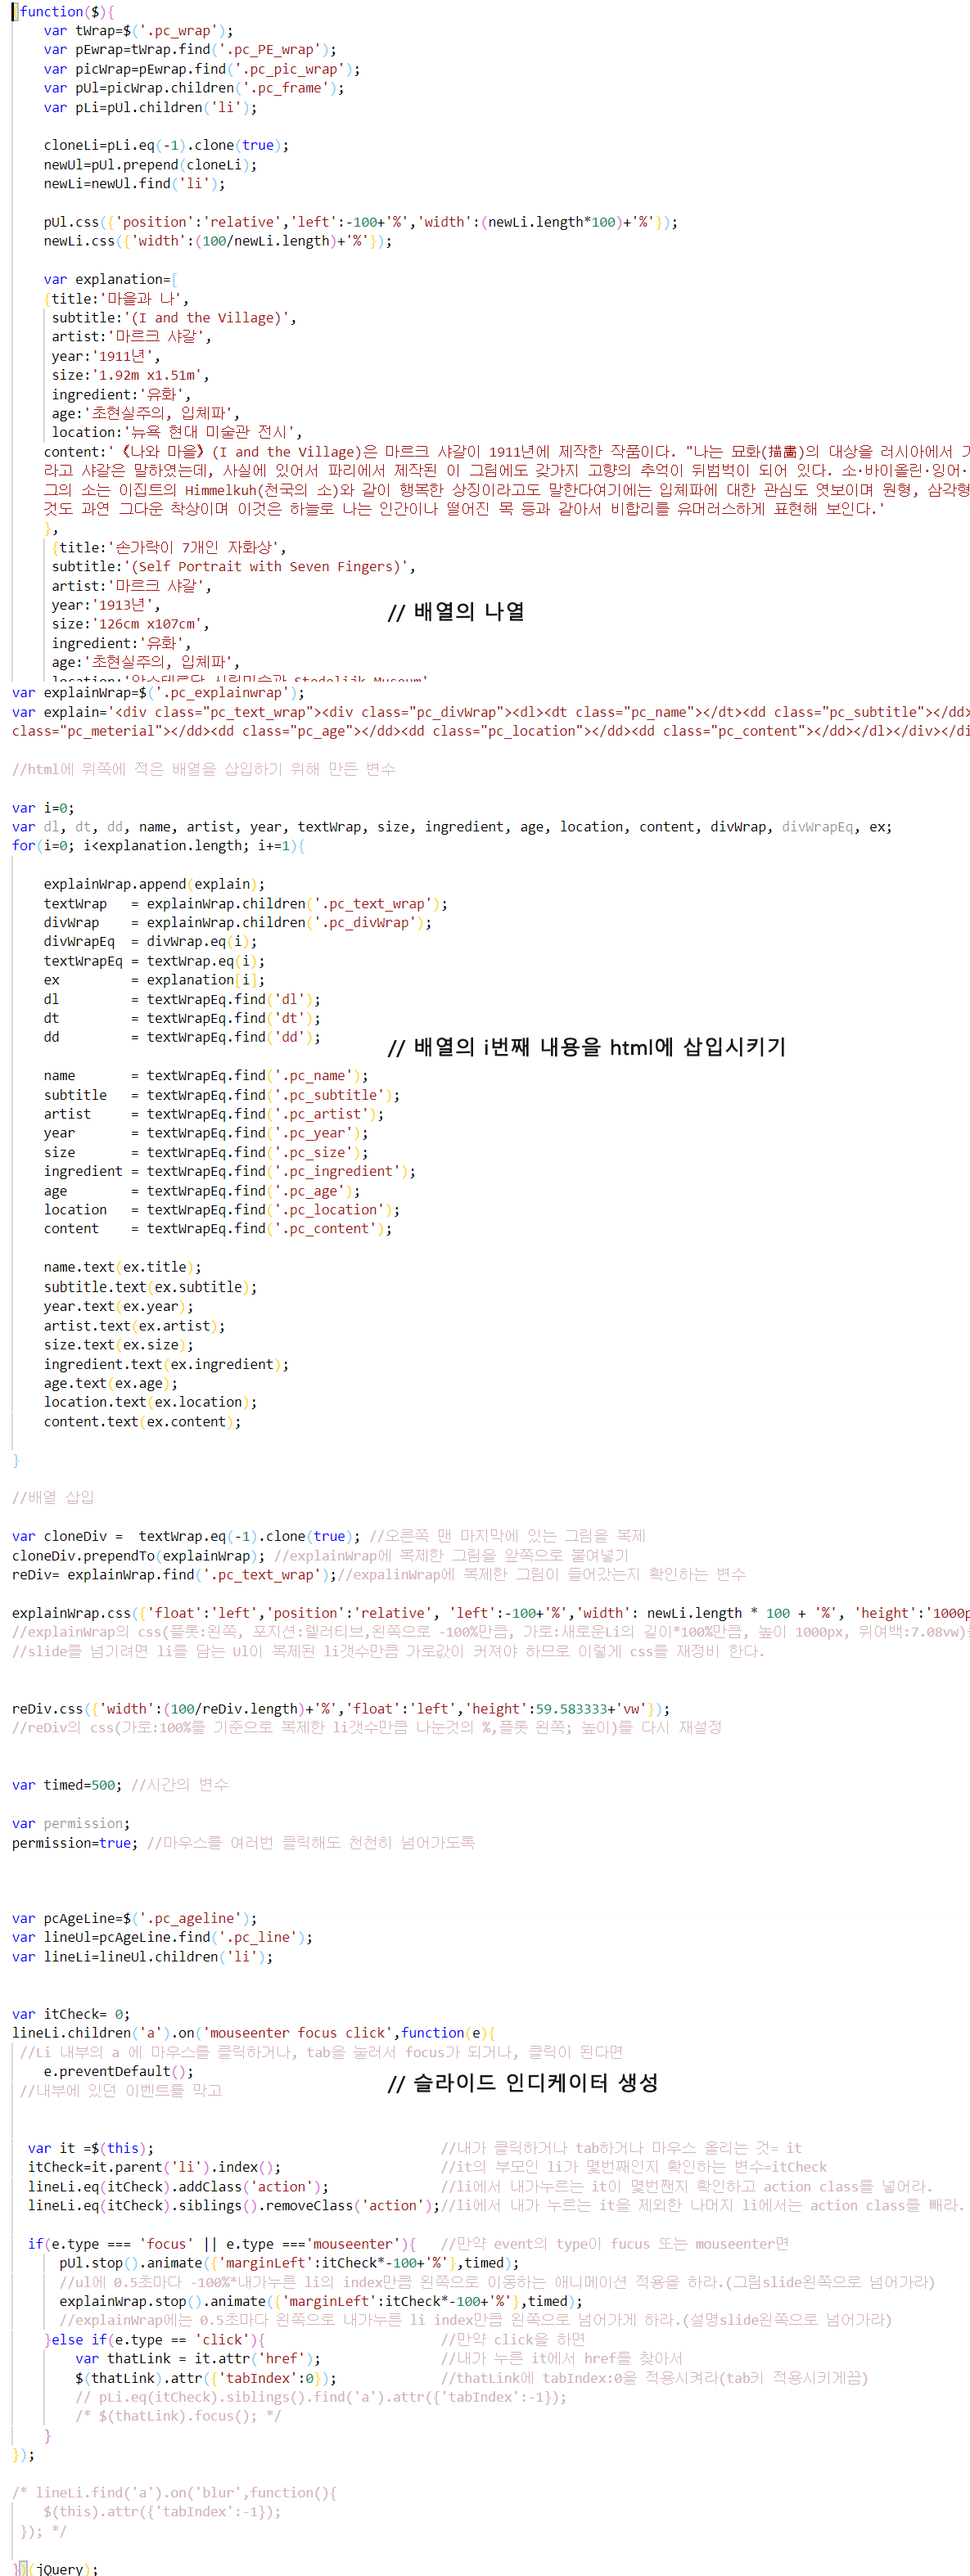 (function($){
var tWrap=$('.pc_wrap');
var pEwrap=tWrap.find('.pc_PE_wrap');
var picWrap=pEwrap.find('.pc_pic_wrap');
var pUl=picWrap.children('.pc_frame');
var pLi=pUl.children('li');
cloneLi=pLi.eq(-1).clone(true);
newUl=pUl.prepend(cloneLi);
newLi=newUl.find('li');
pUl.css({'position':'relative','left':-100+'%','width':(newLi.length*100)+'%'});
newLi.css({'width':(100/newLi.length)+'%'});
var explanation=[
{title:'마을과 나',
subtitle:'(I and the Village)',
artist:'마르크 샤갈',
year:'1911년',
size:'1.92m x1.51m',
ingredient:'유화',
age:'초현실주의, 입체파',
location:'뉴욕 현대 미술관 전시',
content:'《나와 마을》(I and the Village)은 마르크 샤갈이 1911년에 제작한 작품이다. "나는 묘화(描畵)의 대상을 러시아에서
라고 샤갈은 말하였는데, 사실에 있어서 파리에서 제작된 이 그림에도 갖가지 고향의 추억이 뒤범벅이 되어 있다. 소·바이올린·잉어·
그의 소는 이집트의 Himmelkuh(천국의 소)와 같이 행복한 상징이라고도 말한다여기에는 입체파에 대한 관심도 엿보이며 원형, 삼각형
것도 과연 그다운 착상이며 이것은 하늘로 나는 인간이나 떨어진 목 등과 같아서 비합리를 유머러스하게 표현해 보인다.'
},
{title:'손가락이 7개인 자화상',
subtitle:'(Self Portrait with Seven Fingers)',
artist:'마르크 샤갈',
year:'1913년',
// 배열의 나열
size:'126cm x107cm',
ingredient:'유화',
age:'초현실주의, 입체파',
location:'암스테르담 시립미술관 Stedelijk Museum'
var explainWrap=$('.pc_explainwrap');
var explain='<div class="pc_text_wrap"><div class="pc_divWrap"><dl><dt class="pc_name"></dt><dd class="pc_subtitle"></dd>
class="pc_meterial"></dd><dd class="pc_age"></dd><dd class="pc_location"></dd><dd class="pc_content"></dd></dl></div></di
//html에 위쪽에 적은 배열을 삽입하기 위해 만든 변수
var i=0;
var dl, dt, dd, name, artist, year, textWrap, size, ingredient, age, location, content, divWrap, divWrapEq, ex;
for(i=0; i<explanation.length; i+=1){
explainWrap.append(explain);
textWrap = explainWrap.children('.pc_text_wrap');
divWrap = explainWrap.children('.pc_divWrap');
divWrapEq = divWrap.eq(i);
textWrapEq = textWrap.eq(i);
ex = explanation[i];
dl = textWrapEq.find('dl');
dt = textWrapEq.find('dt');
dd = textWrapEq.find('dd');
// 배열의 i번째 내용을 html에 삽입시키기
name = textWrapEq.find('.pc_name');
subtitle = textWrapEq.find('.pc_subtitle');
artist = textWrapEq.find('.pc_artist');
year = textWrapEq.find('.pc_year');
size = textWrapEq.find('.pc_size');
ingredient = textWrapEq.find('.pc_ingredient');
age = textWrapEq.find('.pc_age');
location = textWrapEq.find('.pc_location');
content = textWrapEq.find('.pc_content');
name.text(ex.title);
subtitle.text(ex.subtitle);
year.text(ex.year);
artist.text(ex.artist);
size.text(ex.size);
ingredient.text(ex.ingredient);
age.text(ex.age);
location.text(ex.location);
content.text(ex.content);
}
//배열 삽입
var cloneDiv = textWrap.eq(-1).clone(true); //오른쪽 맨 마지막에 있는 그림을 복제
cloneDiv.prependTo(explainWrap); //explainWrap에 복제한 그림을 앞쪽으로 붙여넣기
reDiv= explainWrap.find('.pc_text_wrap');//expalinWrap에 복제한 그림이 들어갔는지 확인하는 변수
explainWrap.css({'float':'left','position':'relative', 'left':-100+'%','width': newLi.length * 100 + '%', 'height':'1000p
//explainWrap의 css(플롯:왼쪽, 포지션:렐러티브,왼쪽으로 -100%만큼, 가로:새로운Li의 길이*100%만큼, 높이 1000px, 위여백:7.08vw)
//slide를 넘기려면 li를 담는 Ul이 복제된 li갯수만큼 가로값이 커져야 하므로 이렇게 css를 재정비 한다.
reDiv.css({'width':(100/reDiv.length)+'%','float':'left','height':59.583333+'vw'});
//reDiv의 css(가로:100%를 기준으로 복제한 li갯수만큼 나눈것의 %,플롯 왼쪽; 높이)를 다시 재설정
var timed=500; //시간의 변수
var permission;
permission=true; //마우스를 여러번 클릭해도 천천히 넘어가도록
var pcAgeLine=$('.pc_ageline');
var lineUl=pcAgeLine.find('.pc_line');
var lineLi=lineUl.children('li');
var itCheck= 0;
lineLi.children('a').on('mouseenter focus click',function(e){
//Li 내부의 a 에 마우스를 클릭하거나, tab을 눌러서 focus가 되거나, 클릭이 된다면
e.preventDefault();
//내부에 있던 이벤트를 막고
// 슬라이드 인디케이터 생성
var it =$(this); //내가 클릭하거나 tab하거나 마우스 올리는 것= it
itCheck=it.parent('li').index(); //it의 부모인 li가 몇번째인지 확인하는 변수=itCheck
lineLi.eq(itCheck).addClass('action'); //li에서 내가누르는 it이 몇번짼지 확인하고 action class를 넣어라.
lineLi.eq(itCheck).siblings().removeClass('action');//li에서 내가 누르는 it을 제외한 나머지 li에서는 action class를 빼라.
if(e.type === 'focus' || e.type ==='mouseenter'){ //만약 event의 type이 fucus 또는 mouseenter면
pUl.stop().animate({'marginLeft':itCheck*-100+'%'},timed);
//ul에 0.5초마다 -100%*내가누른 li의 index만큼 왼쪽으로 이동하는 애니메이션 적용을 하라.(그림slide왼쪽으로 넘어가라)
explainWrap.stop().animate({'marginLeft':itCheck*-100+'%'},timed);
//explainWrap에는 0.5초마다 왼쪽으로 내가누른 li index만큼 왼쪽으로 넘어가게 하라.(설명slide왼쪽으로 넘어가라)
}else if(e.type == 'click'){ //만약 click을 하면
var thatLink = it.attr('href'); //내가 누른 it에서 href를 찾아서
$(thatLink).attr({'tabIndex':0}); //thatLink에 tabIndex:0을 적용시켜라(tab키 적용시키게끔)
// pLi.eq(itCheck).siblings().find('a').attr({'tabIndex':-1});
/* $(thatLink).focus(); */
}
});
/* lineLi.find('a').on('blur',function(){
$(this).attr({'tabIndex':-1});
}); */
})(jQuery);